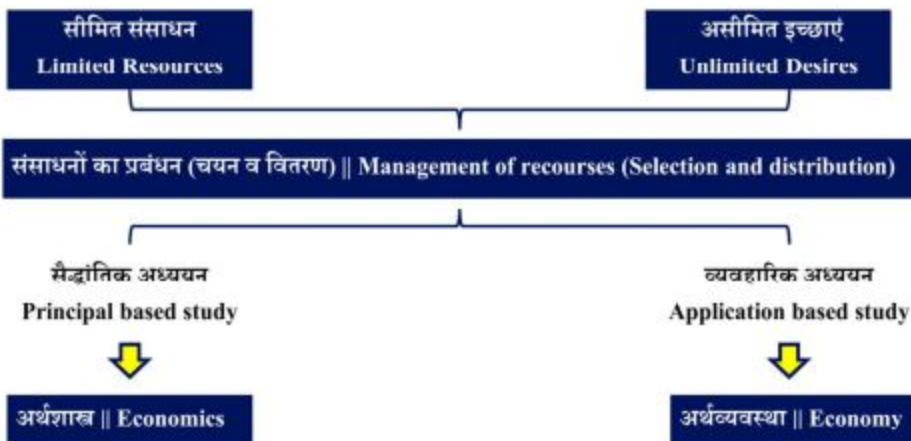 सीमित संसाधन
Limited Resources
असीमित इच्छाएं
Unlimited Desires
संसाधनों का प्रबंधन (चयन व वितरण) || Management of recourses (Selection and distribution)
सैद्धांतिक अध्ययन
Principal based study
व्यवहारिक अध्ययन
Application based study
अर्थशास्त्र || Economics
अर्थव्यवस्था || Economy